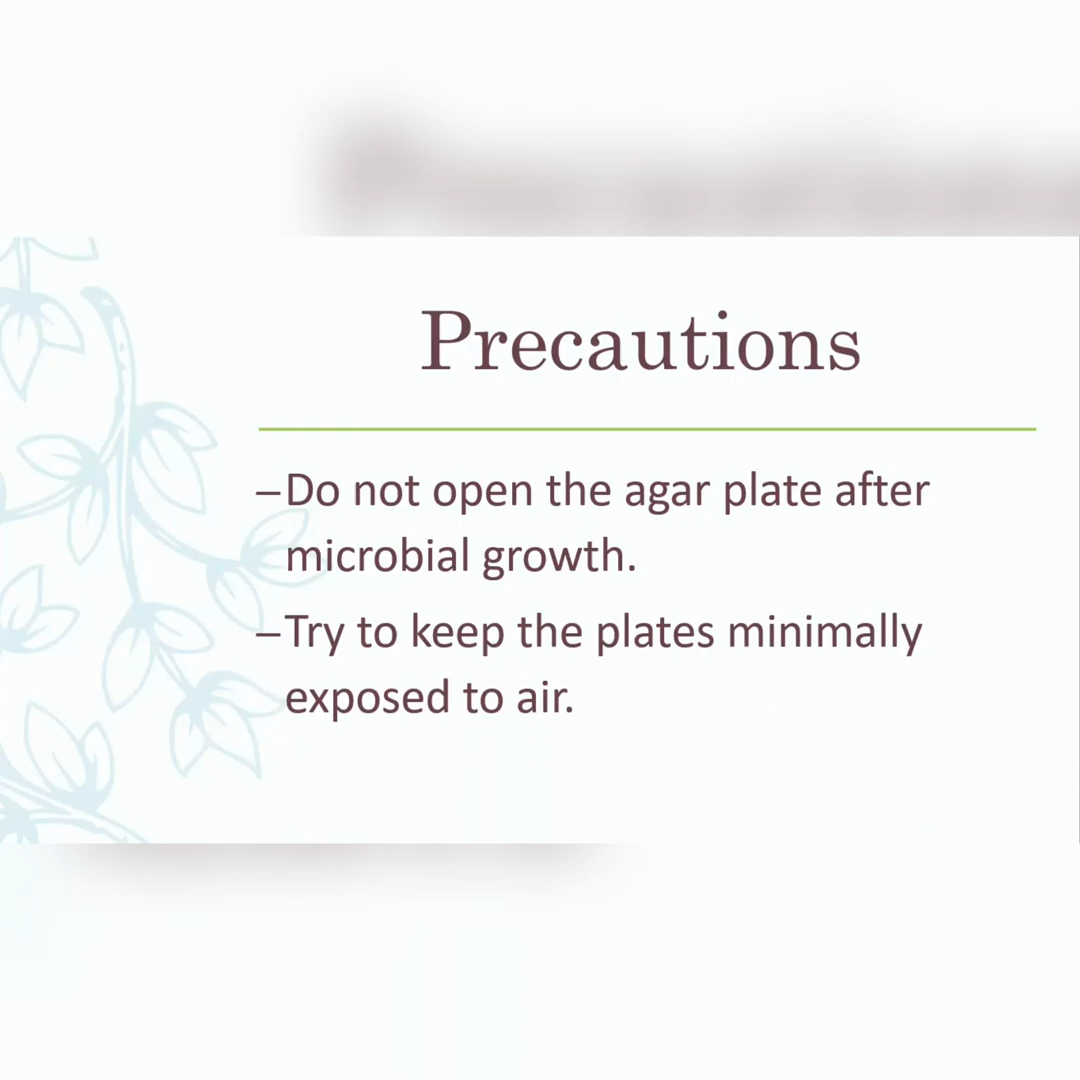 Precautions
–Do not open the agar plate after
microbial growth.
–Try to keep the plates minimally
exposed to air.